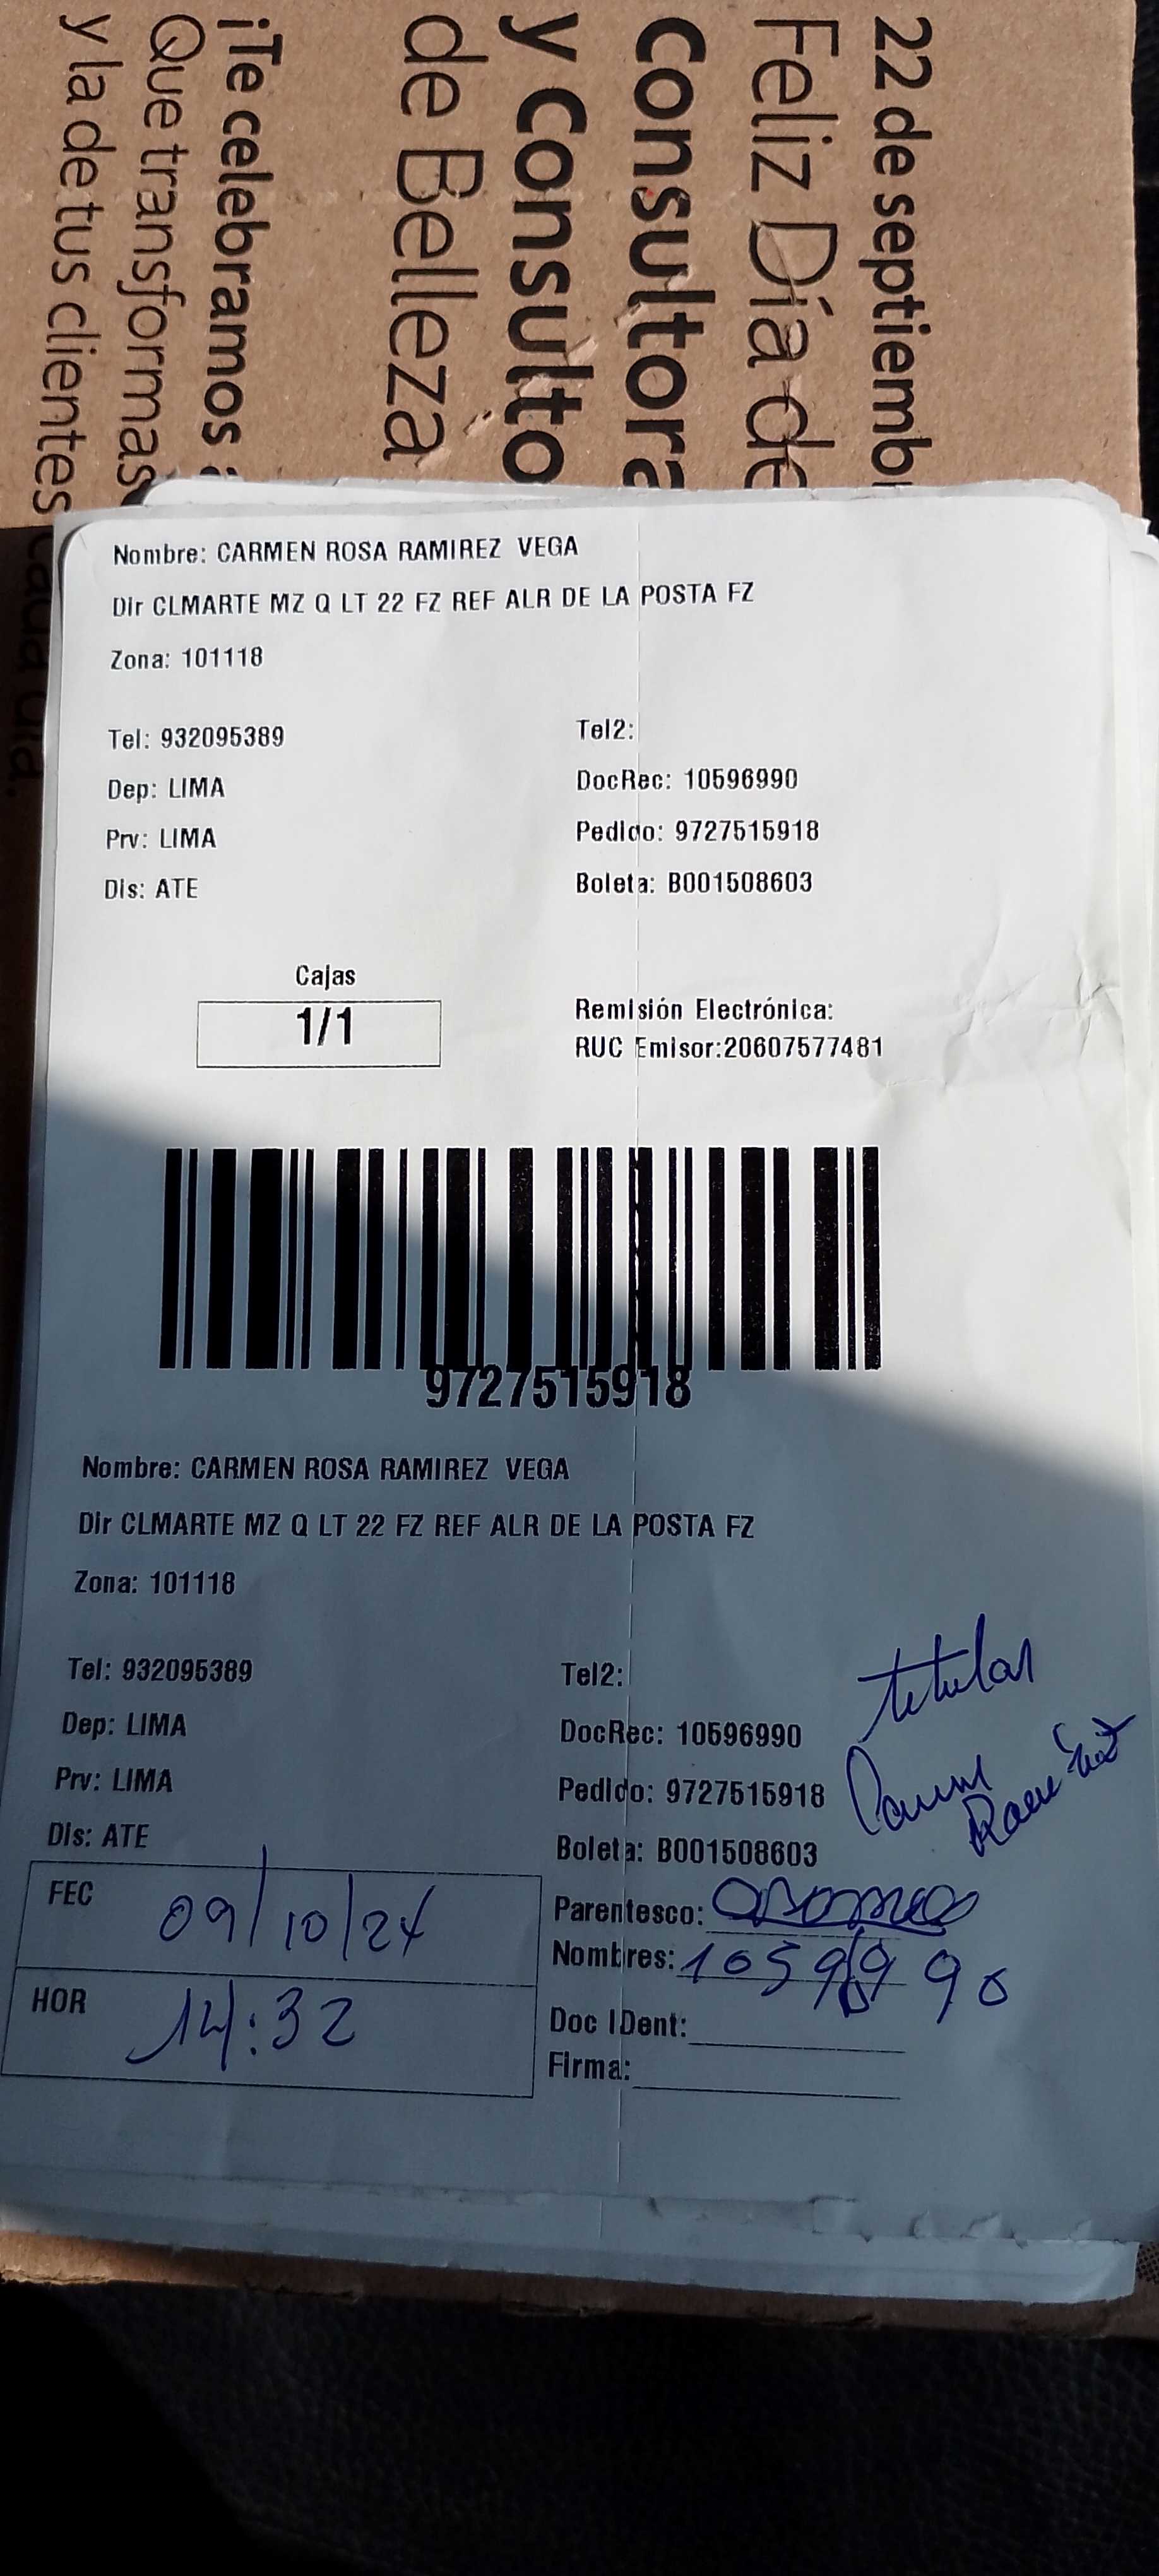 22 de septiemb
Feliz Día de
Consultora
y Consulto
de Belleza
¡Te celebramos
Que transformas
y la de tus clientes cada día.
Nombre: CARMEN ROSA RAMIREZ VEGA
Dir CLMARTE MZ Q LT 22 FZ REF ALR DE LA POSTA FZ
Zona: 101118
Tel: 932095389 Tel2:
Dep: LIMA DocRec: 10596990
Prv: LIMA Pedido: 9727515918
Dis: ATE Boleta: B001508603
Cajas
1/1
Remisión Electrónica:
RUC Emisor:20607577481
9727515918
Nombre: CARMEN ROSA RAMIREZ VEGA
Dir CLMARTE MZ Q LT 22 FZ REF ALR DE LA POSTA FZ
Zona: 101118
titular
Tel: 932095389 Tel2:
Dep: LIMA DocRec: 10596990
Carmen Ramirez
Prv: LIMA Pedido: 9727515918
Dis: ATE Boleta: B001508603
FEC 09/10/24
HOR 14:32
Parentesco:
Nombres: 10596990
Doc IDent:
Firma: